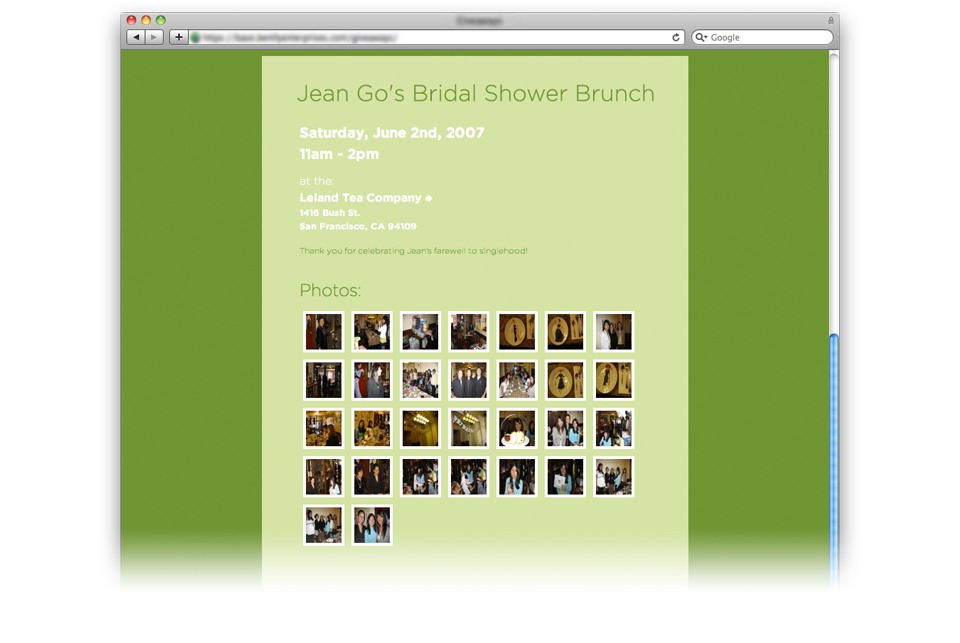 Google
Jean Go's Bridal Shower Brunch
Saturday, June 2nd, 2007
11am - 2pm
at the:
Leland Tea Company
1416 Bush St.
San Francisco, CA 94109
Thank you for celebrating Jean's farewell to singlehood!
Photos: